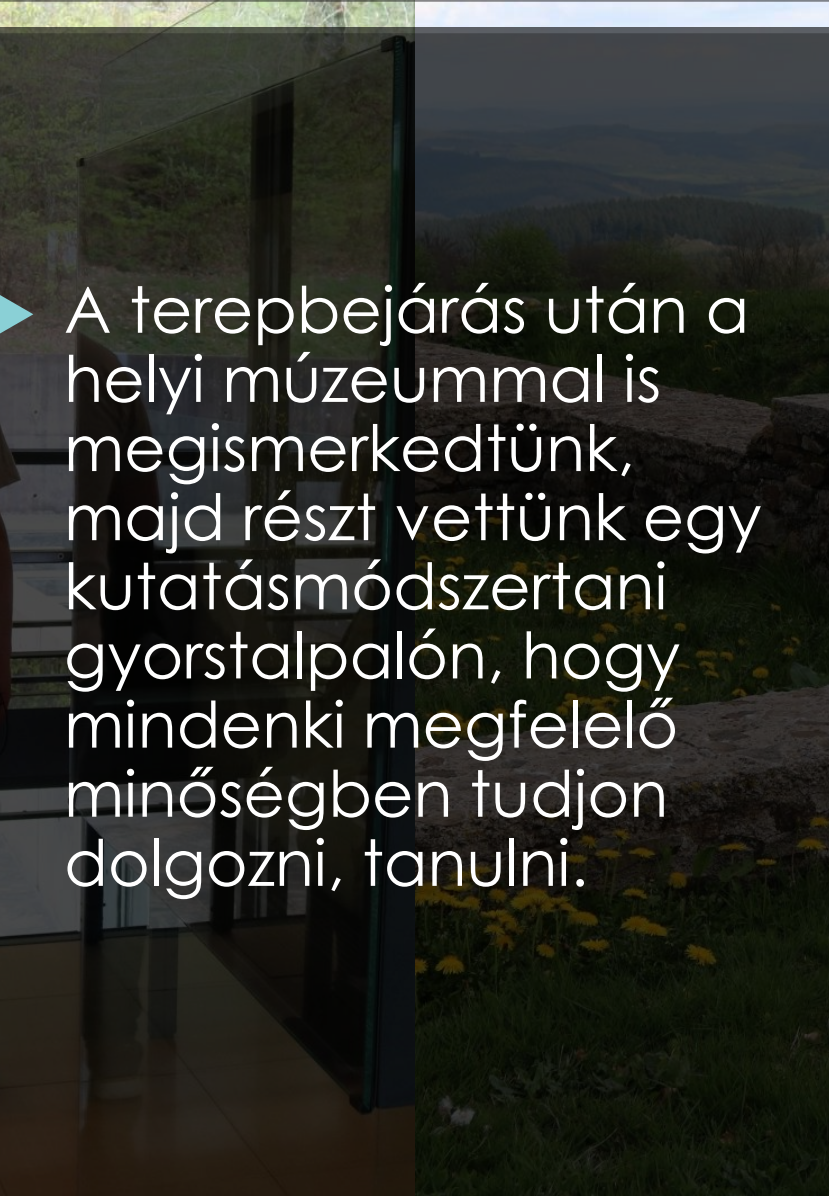 A terepbejárás után a
helyi múzeummal is
megismerkedtünk,
majd részt vettünk egy
kutatásmódszertani
gyorstalpalón, hogy
mindenki megfelelő
minőségben tudjon
dolgozni, tanulni.